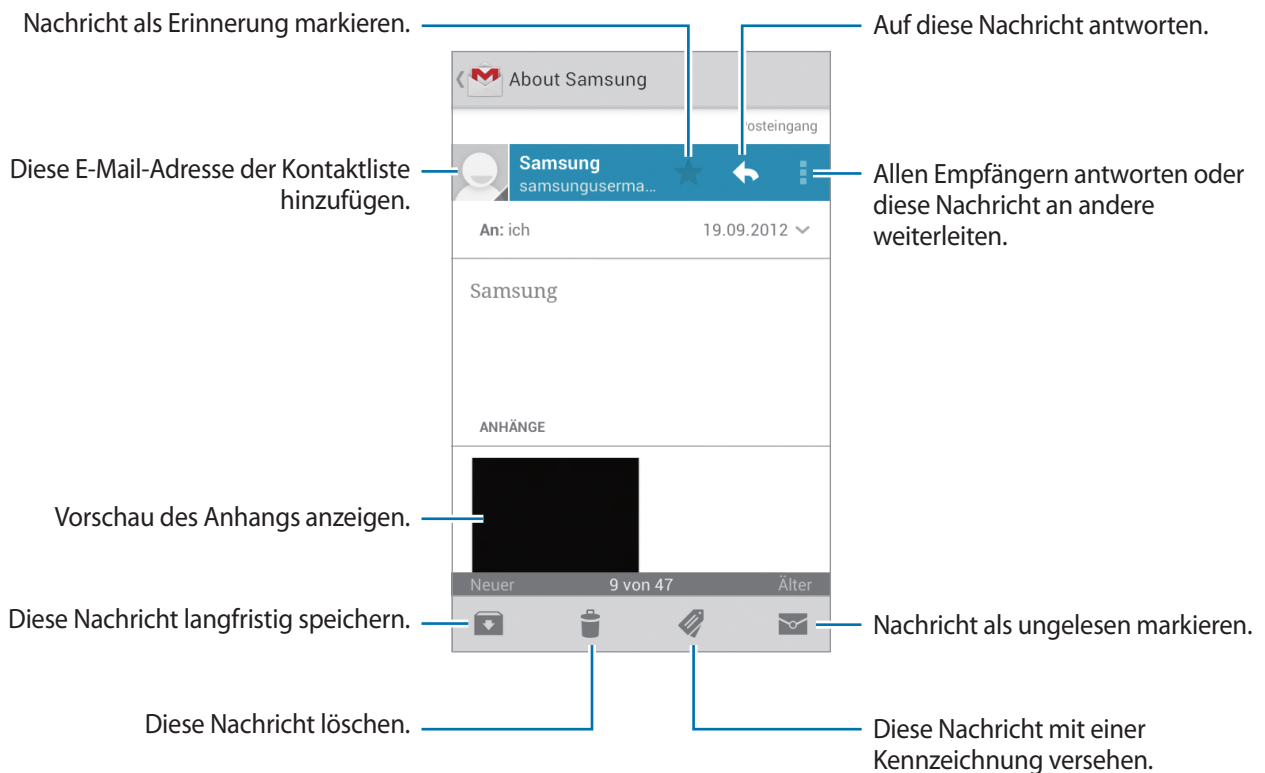 Nachricht als Erinnerung markieren.
Auf diese Nachricht antworten.
About Samsung
Posteingang
Diese E-Mail-Adresse der Kontaktliste
hinzufügen.
Samsung
samsunguserma...
Allen Empfängern antworten oder
diese Nachricht an andere
weiterleiten.
An: ich 19.09.2012
Samsung
ANHÄNGE
Vorschau des Anhangs anzeigen.
Neuer 9 von 47 Älter
Diese Nachricht langfristig speichern.
Nachricht als ungelesen markieren.
Diese Nachricht löschen.
Diese Nachricht mit einer
Kennzeichnung versehen.